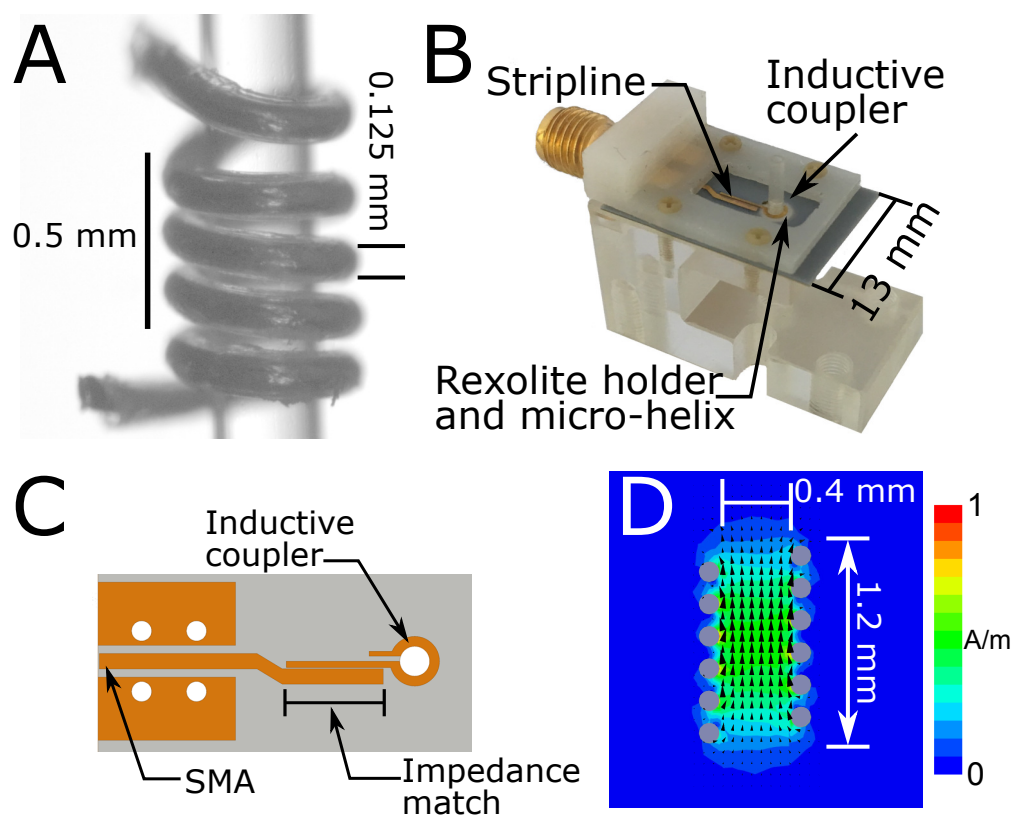 A
0.125 mm
0.5 mm
B
Stripline
Inductive
coupler
13 mm
Rexolite holder
and micro-helix
C
Inductive
coupler
SMA
Impedance
match
D
0.4 mm
1.2 mm
1
A/m
0